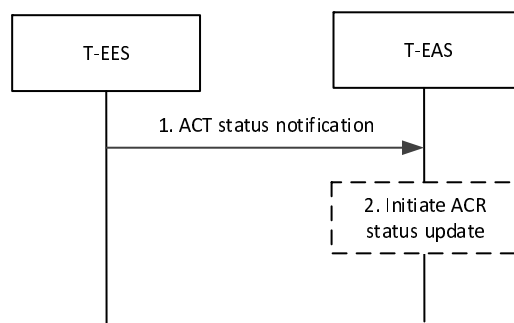 T-EES
T-EAS
1. ACT status notification
2. Initiate ACR
status update